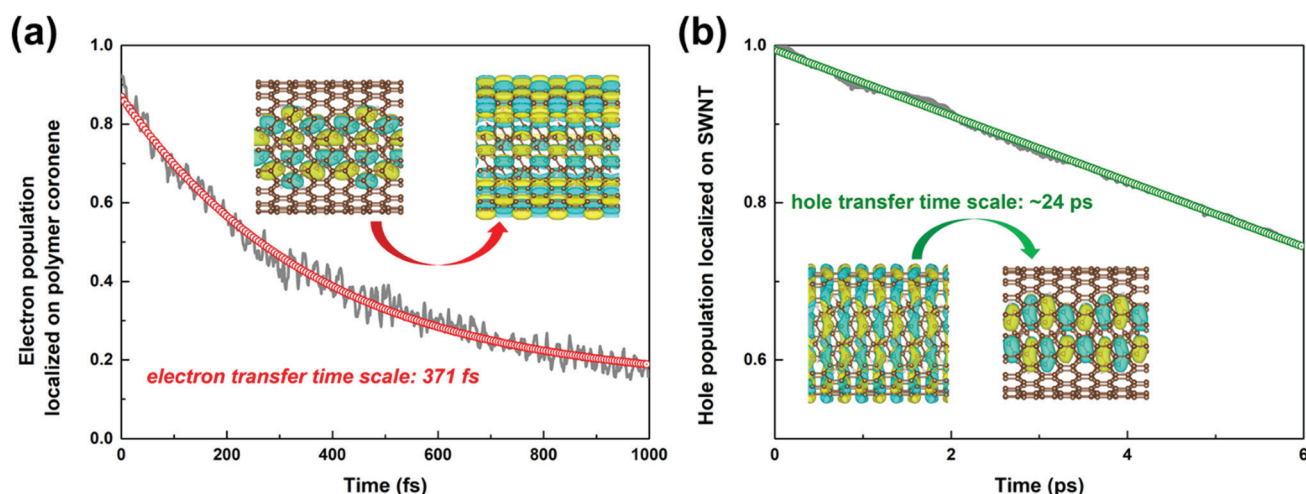 (a)
Electron population
localized on polymer coronene
1.0
0.8
0.6
0.4
0.2
0.0
electron transfer time scale: 371 fs
0
200
400
600
800
1000
Time (fs)
(b)
Hole population localized on SWNT
1.0
0.8
0.6
hole transfer time scale: ~24 ps
0
2
4
6
Time (ps)